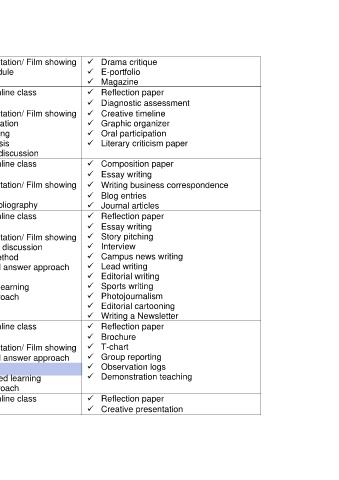 tation/ Film showing
dule
✓ Drama critique
✓ E-portfolio
✓ Magazine
line class
tation/ Film showing
ation
ng
sis
discussion
✓ Reflection paper
✓ Diagnostic assessment
✓ Creative timeline
✓ Graphic organizer
✓ Oral participation
✓ Literary criticism paper
line class
tation/ Film showing
bliography
✓ Composition paper
✓ Essay writing
✓ Writing business correspondence
✓ Blog entries
✓ Journal articles
line class
tation/ Film showing
discussion
ethod
d answer approach
earning
roach
✓ Reflection paper
✓ Essay writing
✓ Story pitching
✓ Interview
✓ Campus news writing
✓ Lead writing
✓ Editorial writing
✓ Sports writing
✓ Photojournalism
✓ Editorial cartooning
✓ Writing a Newsletter
line class
tation/ Film showing
d answer approach
ed learning
roach
✓ Reflection paper
✓ Brochure
✓ T-chart
✓ Group reporting
✓ Observation logs
✓ Demonstration teaching
line class
✓ Reflection paper
✓ Creative presentation